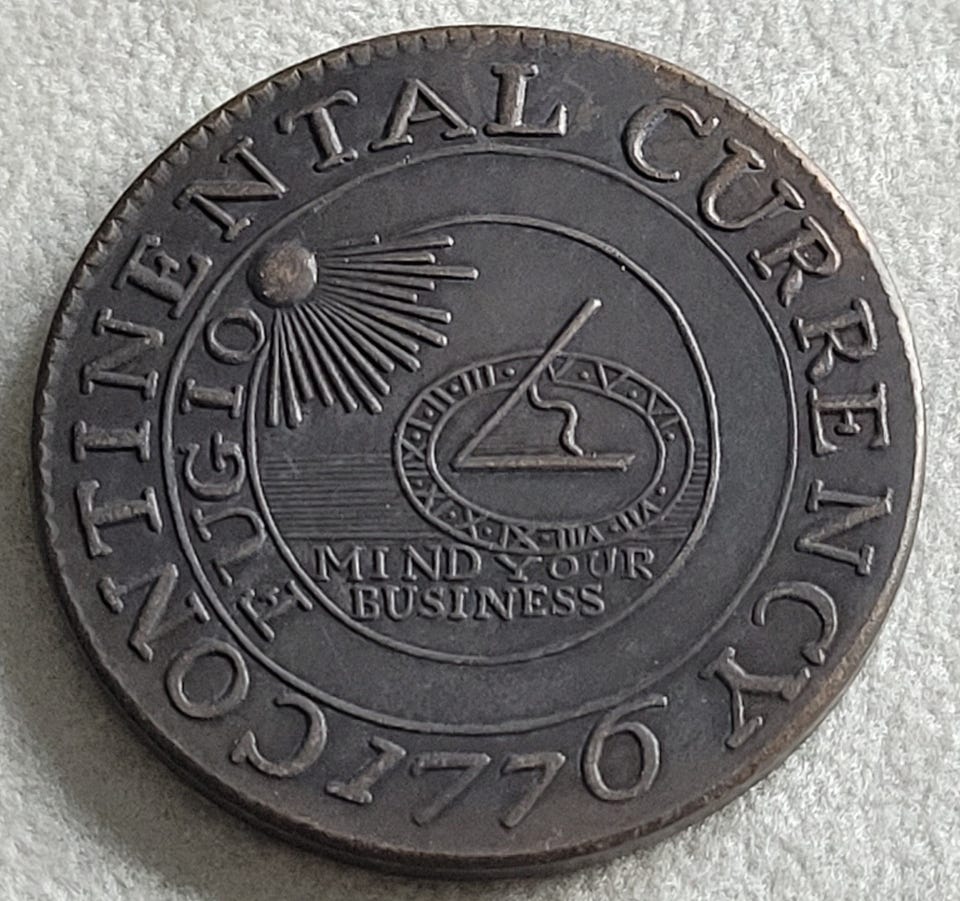 CONTINENTAL CURRENCY 1776
FUGIO
MIND YOUR
BUSINESS